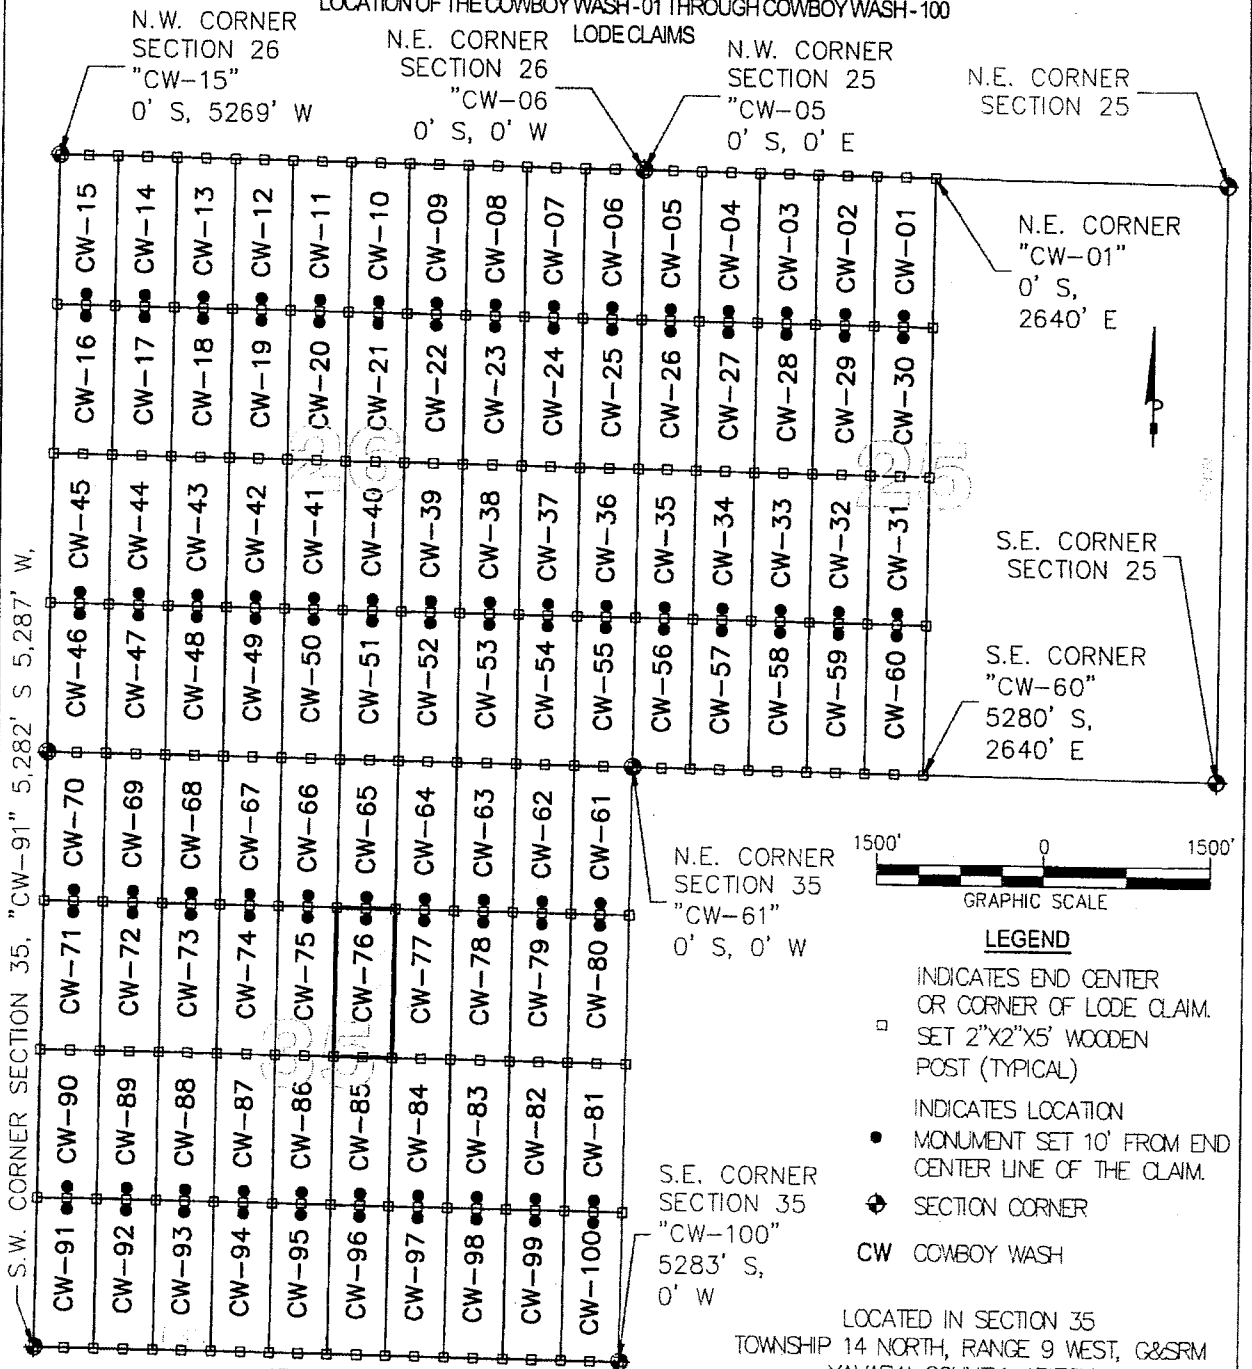 LOCATION OF THE COWBOY WASH-01 THROUGH COWBOY WASH-100
LODE CLAIMS
N.W. CORNER
SECTION 26
"CW-15"
0' S, 5269' W
N.E. CORNER
SECTION 26
"CW-06
0' S, 0' W
N.W. CORNER
SECTION 25
"CW-05
0' S, 0' E
N.E. CORNER
SECTION 25
CW-15 CW-14 CW-13 CW-12 CW-11 CW-10 CW-09 CW-08 CW-07 CW-06 CW-05 CW-04 CW-03 CW-02 CW-01
N.E. CORNER
"CW-01"
0' S,
2640' E
CW-16 CW-17 CW-18 CW-19 CW-20 CW-21 CW-22 CW-23 CW-24 CW-25 CW-26 CW-27 CW-28 CW-29 CW-30
26
25
CW-45 CW-44 CW-43 CW-42 CW-41 CW-40 CW-39 CW-38 CW-37 CW-36 CW-35 CW-34 CW-33 CW-32 CW-31
S.E. CORNER
SECTION 25
CW-46 CW-47 CW-48 CW-49 CW-50 CW-51 CW-52 CW-53 CW-54 CW-55 CW-56 CW-57 CW-58 CW-59 CW-60
S.E. CORNER
"CW-60"
5280' S,
2640' E
CW-70 CW-69 CW-68 CW-67 CW-66 CW-65 CW-64 CW-63 CW-62 CW-61
N.E. CORNER
SECTION 35
"CW-61"
0' S, 0' W
CW-71 CW-72 CW-73 CW-74 CW-75 CW-76 CW-77 CW-78 CW-79 CW-80
35
CW-90 CW-89 CW-88 CW-87 CW-86 CW-85 CW-84 CW-83 CW-82 CW-81
CW-91 CW-92 CW-93 CW-94 CW-95 CW-96 CW-97 CW-98 CW-99 CW-100
S.E. CORNER
SECTION 35
"CW-100"
5283' S,
0' W
S.W. CORNER SECTION 35, "CW-91" 5,282' S 5,287' W,
1500' 0 1500'
GRAPHIC SCALE
LEGEND
INDICATES END CENTER
OR CORNER OF LODE CLAIM.
SET 2"X2"X5' WOODEN
POST (TYPICAL)
INDICATES LOCATION
MONUMENT SET 10' FROM END
CENTER LINE OF THE CLAIM.
SECTION CORNER
CW COWBOY WASH
LOCATED IN SECTION 35
TOWNSHIP 14 NORTH, RANGE 9 WEST, G&SRM